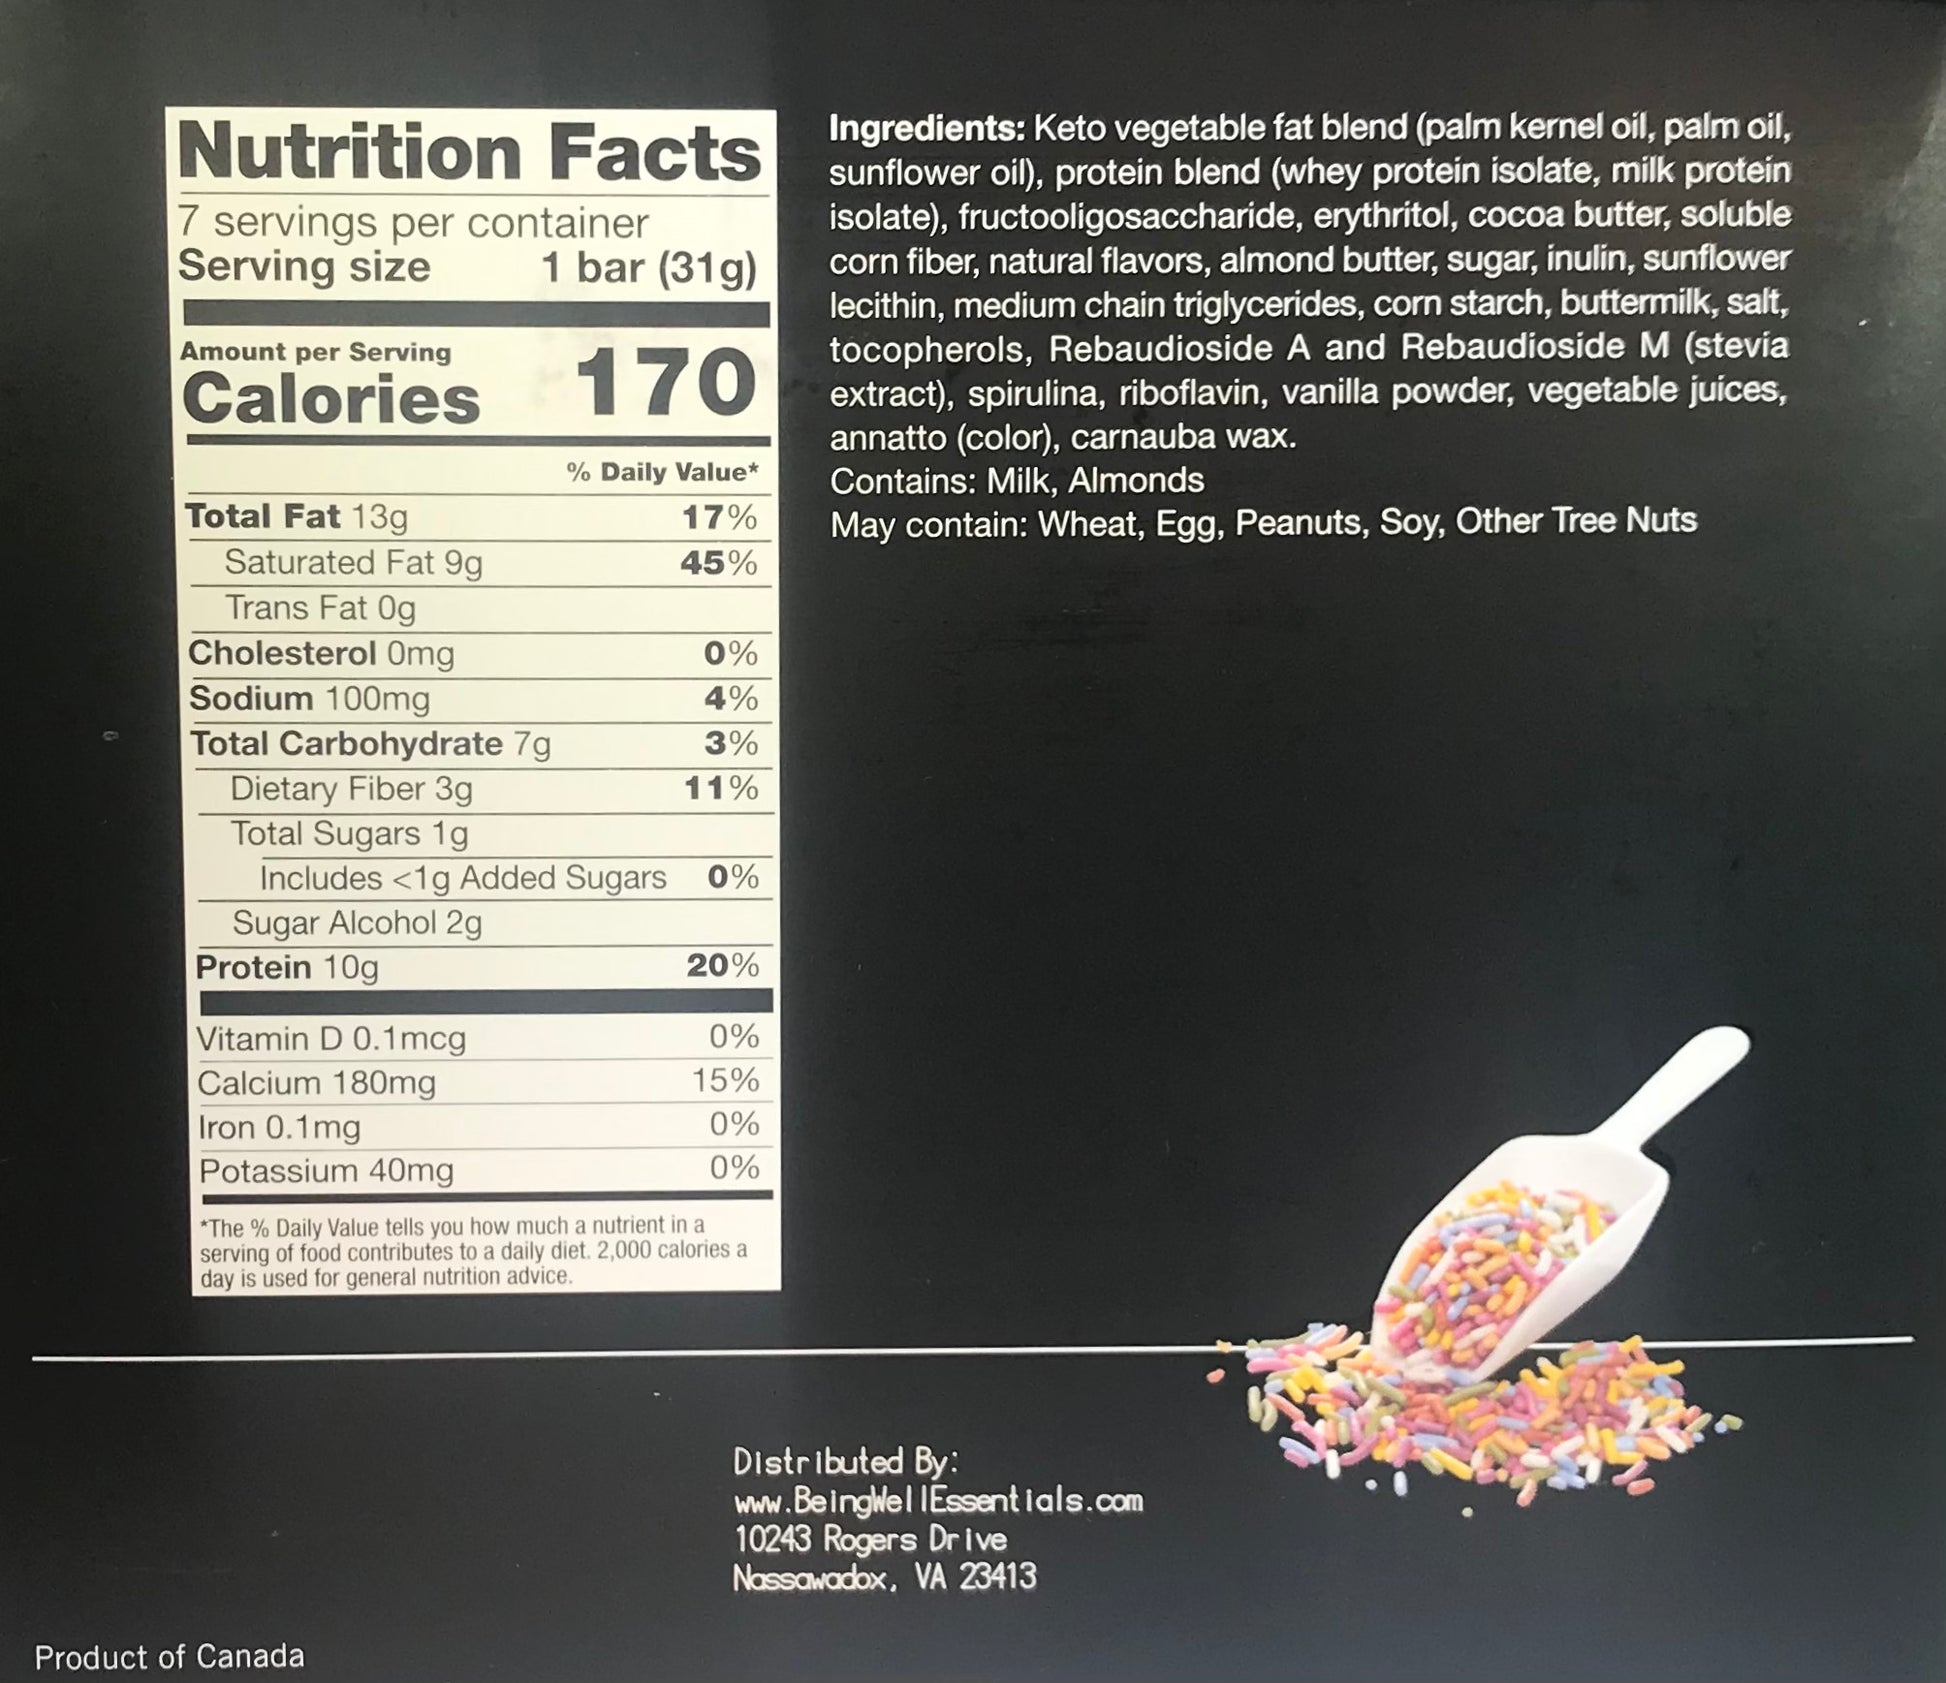 Nutrition Facts
7 servings per container
Serving size 1 bar (31g)
Amount per Serving
Calories 170
% Daily Value*
Total Fat 13g 17%
Saturated Fat 9g 45%
Trans Fat 0g
Cholesterol 0mg 0%
Sodium 100mg 4%
Total Carbohydrate 7g 3%
Dietary Fiber 3g 11%
Total Sugars 1g
Includes <1g Added Sugars 0%
Sugar Alcohol 2g
Protein 10g 20%
Vitamin D 0.1mcg 0%
Calcium 180mg 15%
Iron 0.1mg 0%
Potassium 40mg 0%
*The % Daily Value tells you how much a nutrient in a
serving of food contributes to a daily diet. 2,000 calories a
day is used for general nutrition advice.
Ingredients: Keto vegetable fat blend (palm kernel oil, palm oil,
sunflower oil), protein blend (whey protein isolate, milk protein
isolate), fructooligosaccharide, erythritol, cocoa butter, soluble
corn fiber, natural flavors, almond butter, sugar, inulin, sunflower
lecithin, medium chain triglycerides, corn starch, buttermilk, salt,
tocopherols, Rebaudioside A and Rebaudioside M (stevia
extract), spirulina, riboflavin, vanilla powder, vegetable juices,
annatto (color), carnauba wax.
Contains: Milk, Almonds
May contain: Wheat, Egg, Peanuts, Soy, Other Tree Nuts
Distributed By:
www.BeingWellEssentials.com
10243 Rogers Drive
Nassawadox, VA 23413
Product of Canada